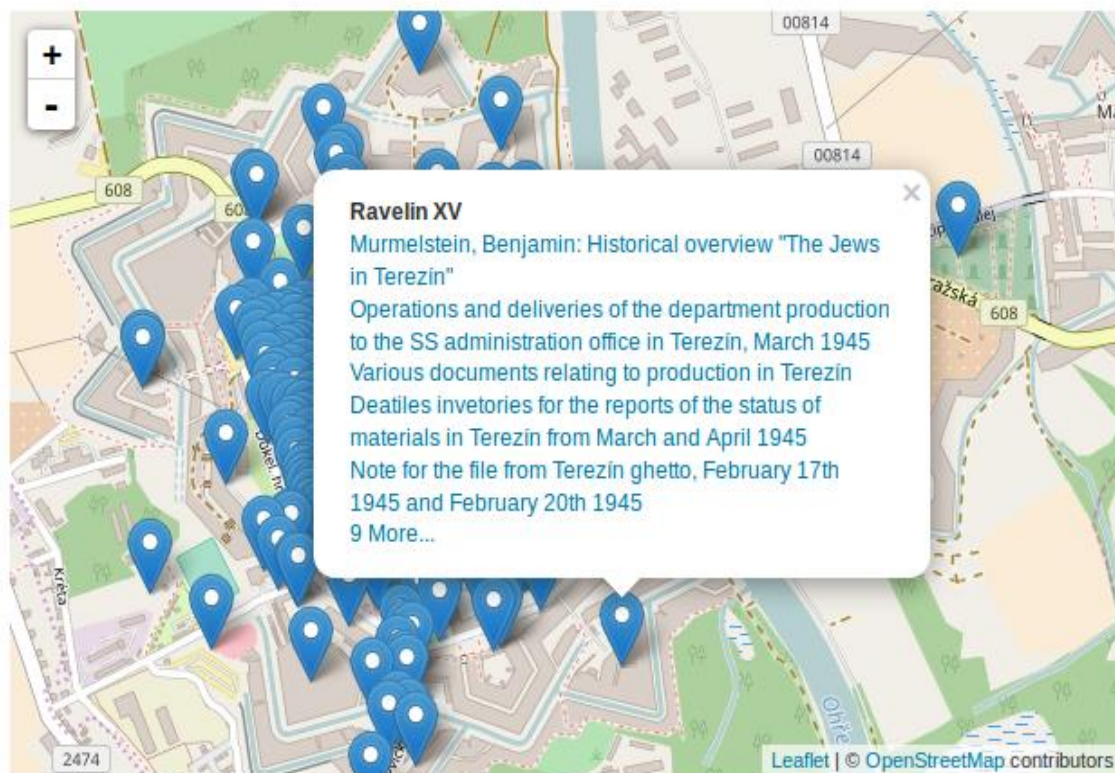 +
-
00814
00814
608
Ravelin XV
Murmelstein, Benjamin: Historical overview "The Jews
in Terezín"
Operations and deliveries of the department production
to the SS administration office in Terezín, March 1945
Various documents relating to production in Terezín
Deatiles invetories for the reports of the status of
materials in Terezín from March and April 1945
Note for the file from Terezín ghetto, February 17th
1945 and February 20th 1945
9 More...
×
608
Kréta
Ohře
2474
Leaflet | © OpenStreetMap contributors